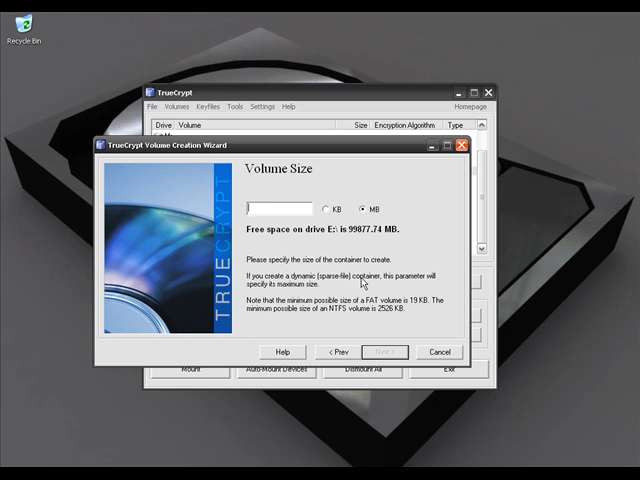 Recycle Bin
TrueCrypt
File Volumes Keyfiles Tools Settings Help Homepage
Drive Volume Size Encryption Algorithm Type
TrueCrypt Volume Creation Wizard
TRUECRYPT
Volume Size
KB MB
Free space on drive E:\ is 99877.74 MB.
Please specify the size of the container to create.
If you create a dynamic (sparse-file) container, this parameter will
specify its maximum size.
Note that the minimum possible size of a FAT volume is 19 KB. The
minimum possible size of an NTFS volume is 2526 KB.
Help < Prev Next > Cancel
Mount Auto-Mount Devices Dismount All Exit